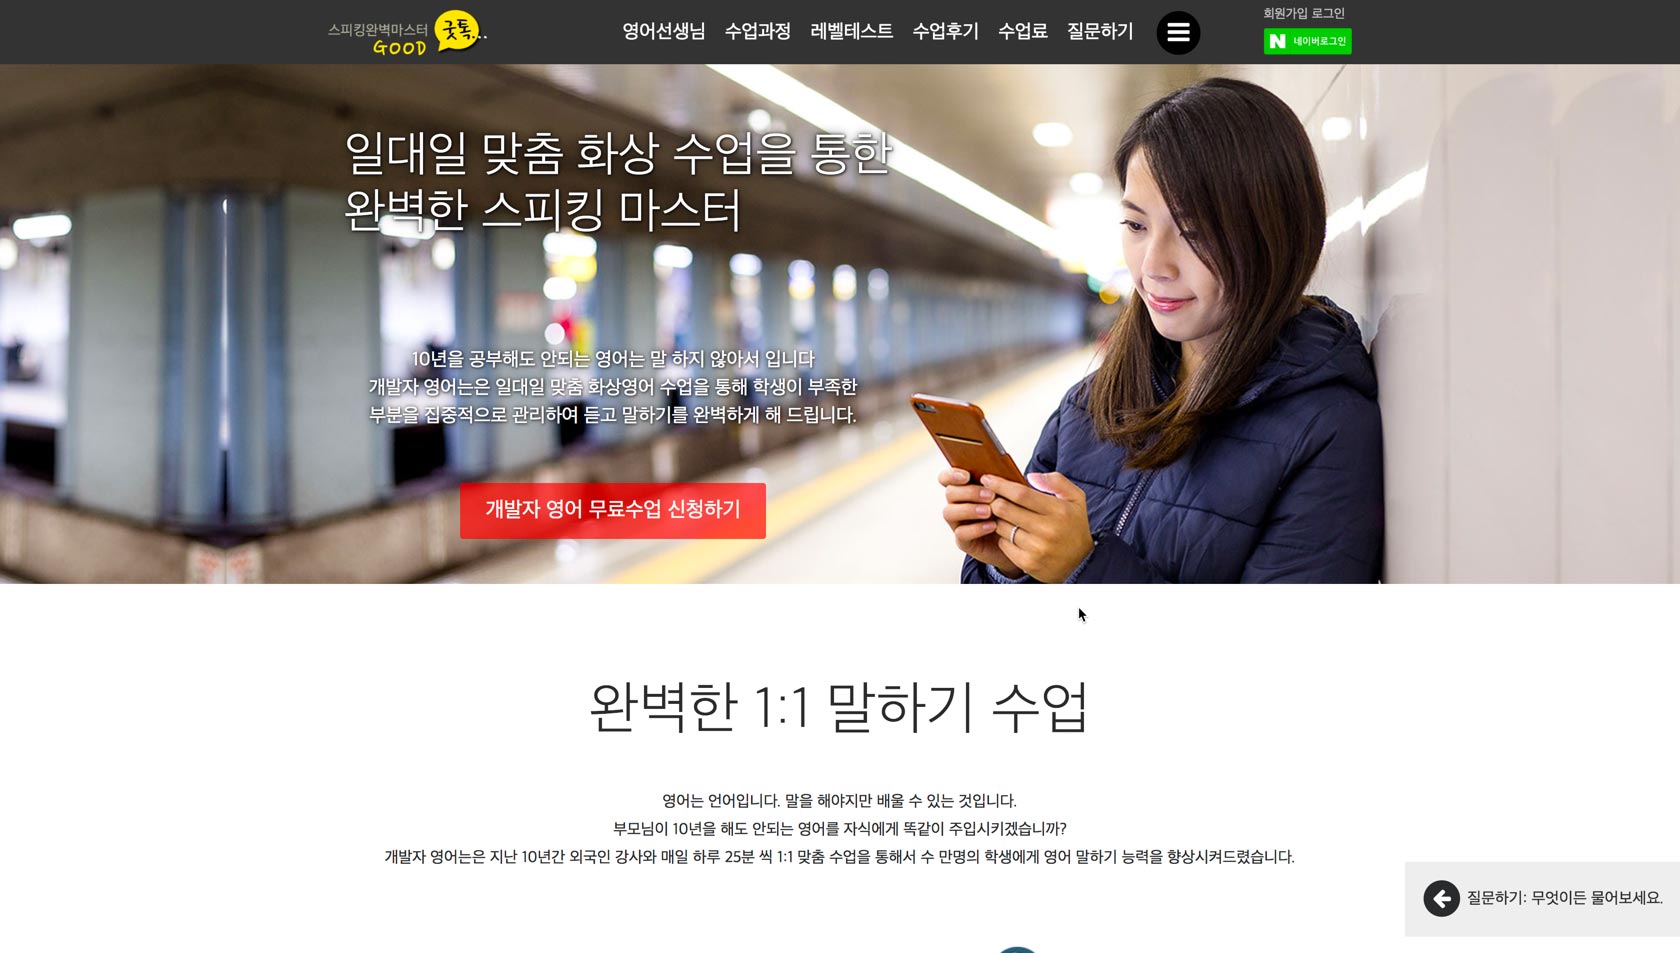 스피킹완벽마스터
GOOD
굿톡...
영어선생님 수업과정 레벨테스트 수업후기 수업료 질문하기
회원가입 로그인
N 네이버로그인
일대일 맞춤 화상 수업을 통한
완벽한 스피킹 마스터
10년을 공부해도 안되는 영어는 말 하지 않아서 입니다
개발자 영어는은 일대일 맞춤 화상영어 수업을 통해 학생이 부족한
부분을 집중적으로 관리하여 듣고 말하기를 완벽하게 해 드립니다.
개발자 영어 무료수업 신청하기
완벽한 1:1 말하기 수업
영어는 언어입니다. 말을 해야지만 배울 수 있는 것입니다.
부모님이 10년을 해도 안되는 영어를 자식에게 똑같이 주입시키겠습니까?
개발자 영어는은 지난 10년간 외국인 강사와 매일 하루 25분 씩 1:1 맞춤 수업을 통해서 수 만명의 학생에게 영어 말하기 능력을 향상시켜드렸습니다.
질문하기: 무엇이든 물어보세요.